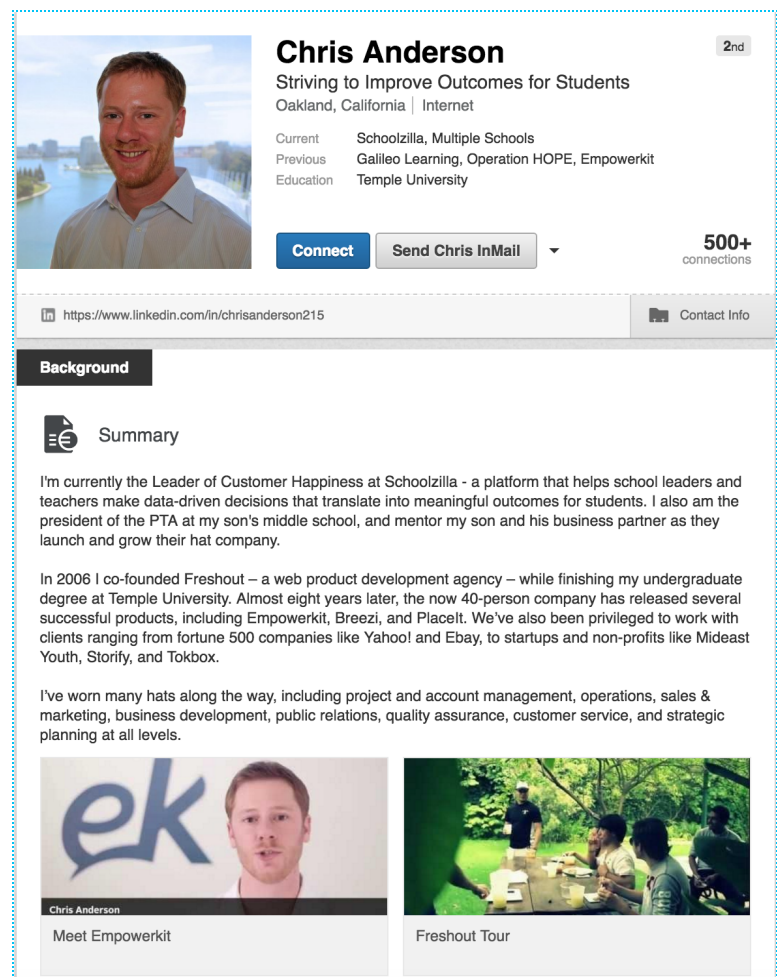 Chris Anderson
2nd
Striving to Improve Outcomes for Students
Oakland, California | Internet
Current Schoolzilla, Multiple Schools
Previous Galileo Learning, Operation HOPE, Empowerkit
Education Temple University
Connect
Send Chris InMail
500+
connections
in https://www.linkedin.com/in/chrisanderson215
Contact Info
Background
Summary
I'm currently the Leader of Customer Happiness at Schoolzilla - a platform that helps school leaders and
teachers make data-driven decisions that translate into meaningful outcomes for students. I also am the
president of the PTA at my son's middle school, and mentor my son and his business partner as they
launch and grow their hat company.
In 2006 I co-founded Freshout – a web product development agency – while finishing my undergraduate
degree at Temple University. Almost eight years later, the now 40-person company has released several
successful products, including Empowerkit, Breezi, and PlaceIt. We've also been privileged to work with
clients ranging from fortune 500 companies like Yahoo! and Ebay, to startups and non-profits like Mideast
Youth, Storify, and Tokbox.
I've worn many hats along the way, including project and account management, operations, sales &
marketing, business development, public relations, quality assurance, customer service, and strategic
planning at all levels.
ek
Chris Anderson
Meet Empowerkit
Freshout Tour